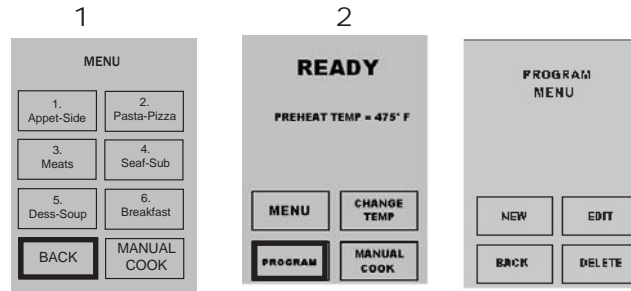 1
MENU
1.
Appet-Side
2.
Pasta-Pizza
3.
Meats
4.
Seaf-Sub
5.
Dess-Soup
6.
Breakfast
BACK
MANUAL
COOK
2
READY
PREHEAT TEMP = 475° F
MENU
CHANGE
TEMP
PROGRAM
MANUAL
COOK
PROGRAM
MENU
NEW
EDIT
BACK
DELETE